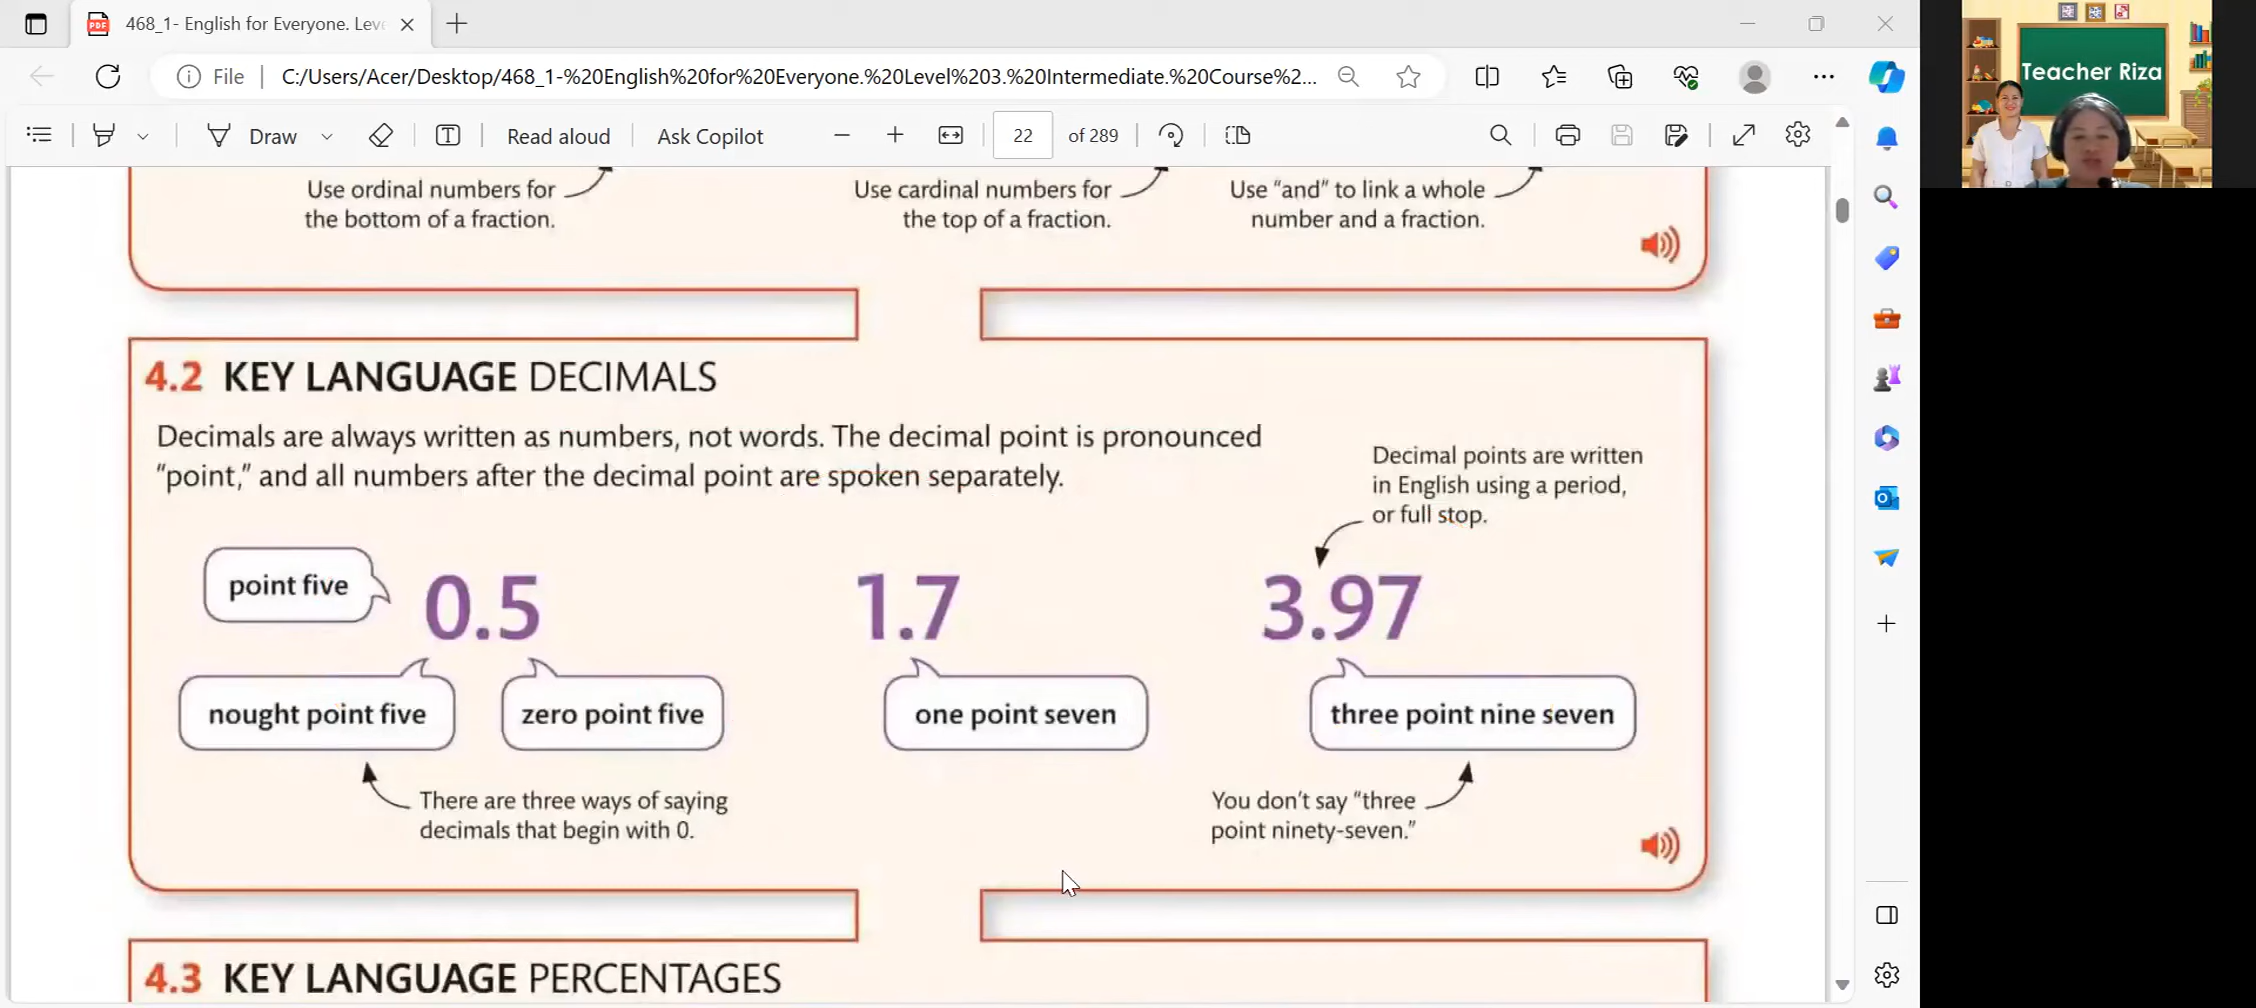 468_1- English for Everyone. Leve
File
C:/Users/Acer/Desktop/468_1-%20English%20for%20Everyone.%20Level%203.%20Intermediate.%20Course%2...
Draw
Read aloud
Ask Copilot
22
of 289
Use ordinal numbers for
the bottom of a fraction.
Use cardinal numbers for
the top of a fraction.
Use “and” to link a whole
number and a fraction.
4.2 KEY LANGUAGE DECIMALS
Decimals are always written as numbers, not words. The decimal point is pronounced
“point,” and all numbers after the decimal point are spoken separately.
Decimal points are written
in English using a period,
or full stop.
point five
0.5
1.7
3.97
nought point five
zero point five
one point seven
three point nine seven
There are three ways of saying
decimals that begin with 0.
You don’t say “three
point ninety-seven.”
4.3 KEY LANGUAGE PERCENTAGES
Teacher Riza